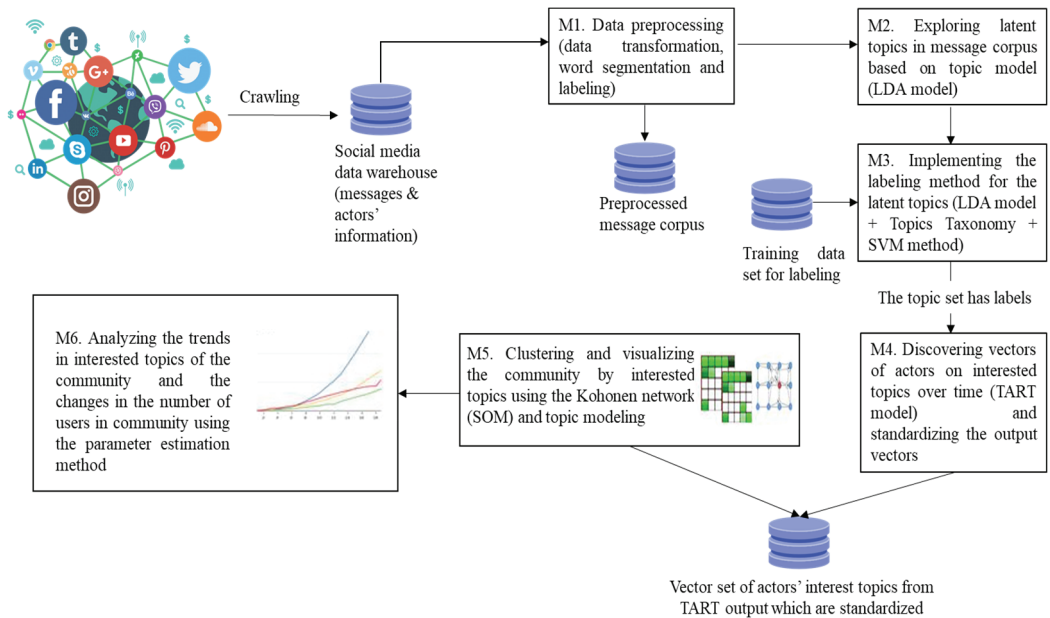 Crawling
Social media
data warehouse
(messages &
actors'
information)
M1. Data preprocessing
(data transformation,
word segmentation and
labeling)
Preprocessed
message corpus
M2. Exploring latent
topics in message corpus
based on topic model
(LDA model)
M3. Implementing the
labeling method for the
latent topics (LDA model
+ Topics Taxonomy +
SVM method)
Training data
set for labeling
The topic set has labels
M4. Discovering vectors
of actors on interested
topics over time (TART
model) and
standardizing the output
vectors
M5. Clustering and visualizing
the community by interested
topics using the Kohonen network
(SOM) and topic modeling
M6. Analyzing the trends
in interested topics of the
community and the
changes in the number of
users in community using
the parameter estimation
method
Vector set of actors' interest topics from
TART output which are standardized